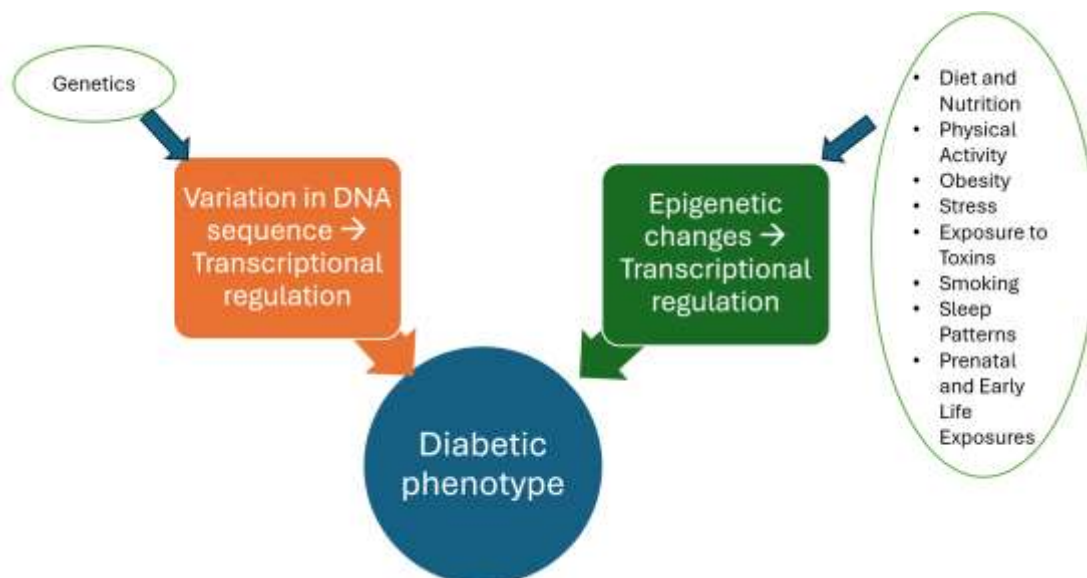 Genetics
Variation in DNA
sequence →
Transcriptional
regulation
Epigenetic
changes →
Transcriptional
regulation
Diabetic
phenotype
• Diet and
Nutrition
• Physical
Activity
• Obesity
• Stress
• Exposure to
Toxins
• Smoking
• Sleep
Patterns
• Prenatal
and Early
Life
Exposures